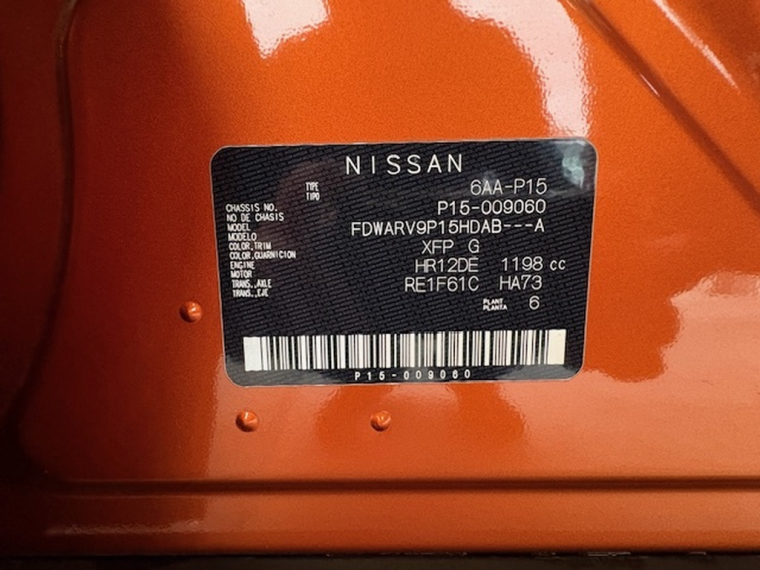 NISSAN
TYPE 6AA-P15
TIPO
CHASSIS NO. P15-009060
NO DE CHASIS
MODEL FDWARV9P15HDAB---A
MODELO
COLOR,TRIM XFP G
COLOR,GUARNICION
ENGINE HR12DE 1198 cc
MOTOR
TRANS.,AXLE RE1F61C HA73
TRANS.,EJE
PLANT 6
PLANTA
P15-009060